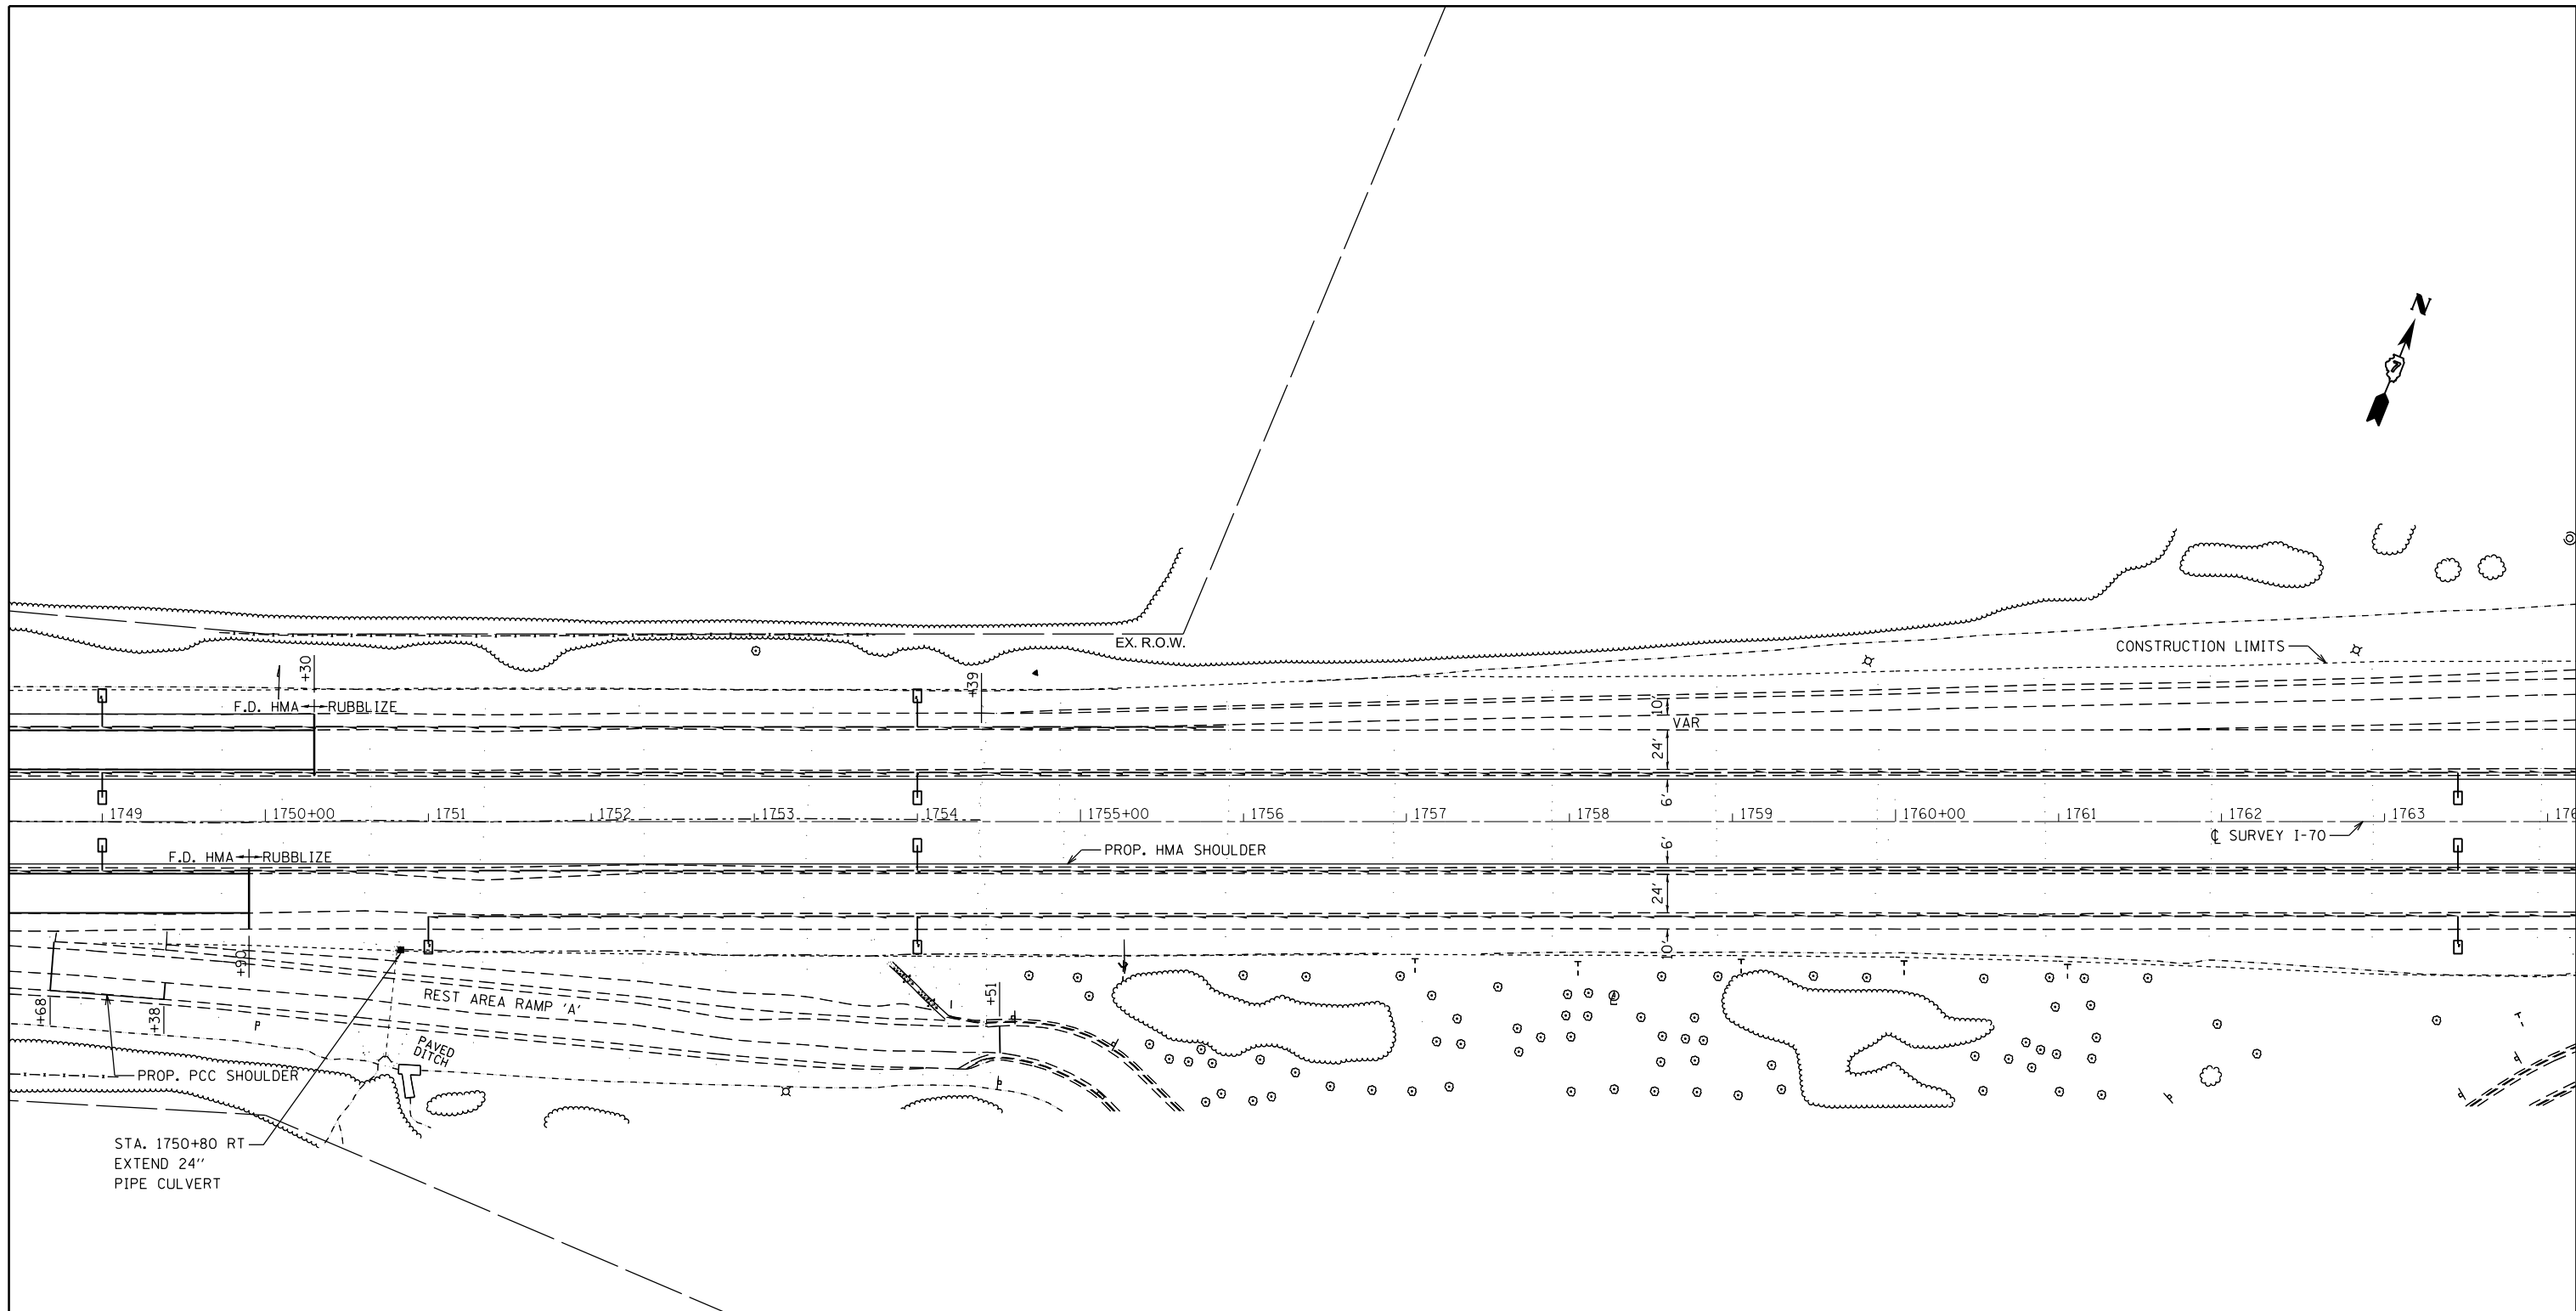 N
EX. R.O.W.
CONSTRUCTION LIMITS
+30
+39
F.D. HMA RUBBLIZE
10'
VAR
24'
6'
1749 1750+00 1751 1752 1753 1754 1755+00 1756 1757 1758 1759 1760+00 1761 1762 1763 176
℄ SURVEY I-70
F.D. HMA RUBBLIZE
PROP. HMA SHOULDER
6'
24'
10'
+90
+68
+38
+51
REST AREA RAMP 'A'
PAVED
DITCH
PROP. PCC SHOULDER
STA. 1750+80 RT
EXTEND 24''
PIPE CULVERT